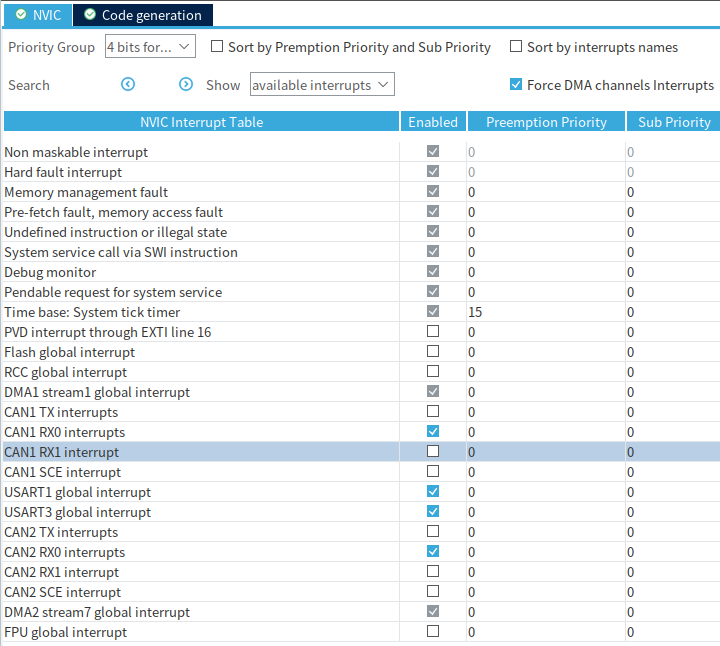 NVIC Code generation
Priority Group 4 bits for... Sort by Premption Priority and Sub Priority Sort by interrupts names
Search Show available interrupts Force DMA channels Interrupts
NVIC Interrupt Table Enabled Preemption Priority Sub Priority
Non maskable interrupt 0 0
Hard fault interrupt 0 0
Memory management fault 0 0
Pre-fetch fault, memory access fault 0 0
Undefined instruction or illegal state 0 0
System service call via SWI instruction 0 0
Debug monitor 0 0
Pendable request for system service 0 0
Time base: System tick timer 15 0
PVD interrupt through EXTI line 16 0 0
Flash global interrupt 0 0
RCC global interrupt 0 0
DMA1 stream1 global interrupt 0 0
CAN1 TX interrupts 0 0
CAN1 RX0 interrupts 0 0
CAN1 RX1 interrupt 0 0
CAN1 SCE interrupt 0 0
USART1 global interrupt 0 0
USART3 global interrupt 0 0
CAN2 TX interrupts 0 0
CAN2 RX0 interrupts 0 0
CAN2 RX1 interrupt 0 0
CAN2 SCE interrupt 0 0
DMA2 stream7 global interrupt 0 0
FPU global interrupt 0 0